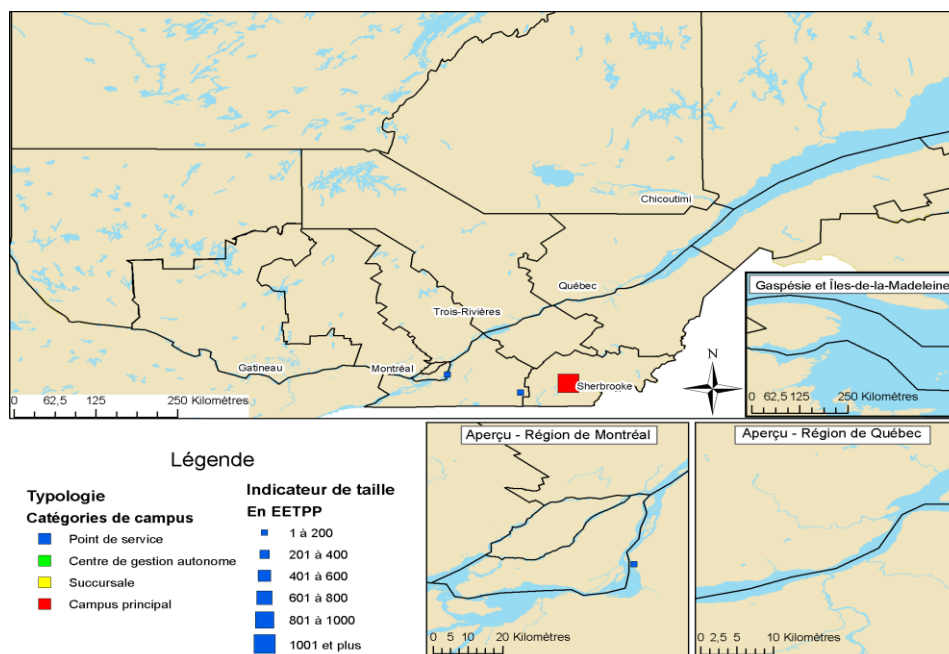 Chicoutimi
Québec
Trois-Rivières
Gatineau
Montréal
Sherbrooke
N
0 62,5 125 250 Kilomètres
Gaspésie et Îles-de-la-Madeleine
0 62,5 125 250
Kilomètres
Légende
Typologie
Catégories de campus
Point de service
Centre de gestion autonome
Succursale
Campus principal
Indicateur de taille
En EETPP
1 à 200
201 à 400
401 à 600
601 à 800
801 à 1000
1001 et plus
Aperçu - Région de Montréal
0 5 10 20 Kilomètres
Aperçu - Région de Québec
0 2,5 5 10 Kilomètres